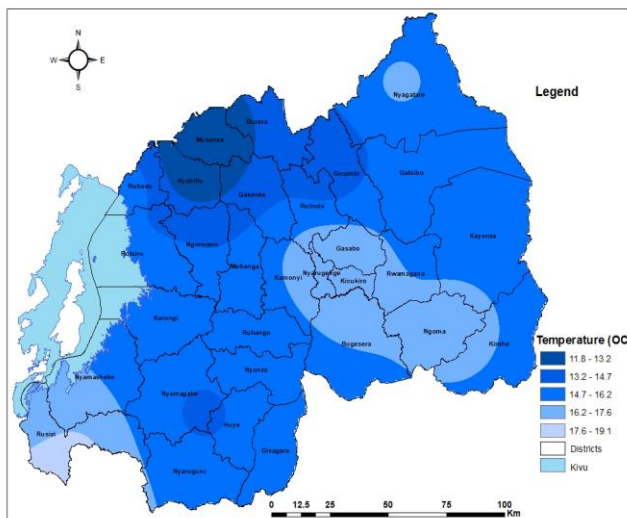 N
W E
S
Legend
Nyagatare
Burera
Musanze
Nyabihu
Gicumbi
Gatsibo
Rubavu
Gakenke
Rulindo
Kayonza
Ngororero
Rutsiro
Gasabo
Muhanga
Kamonyi
Nyarugenge
Kicukiro
Rwamagana
Karongi
Ruhango
Bugesera
Ngoma
Kirehe
Nyanza
Nyamasheke
Nyamagabe
Huye
Rusizi
Gisagara
Nyaruguru
Temperature (OC)
11.8 - 13.2
13.2 - 14.7
14.7 - 16.2
16.2 - 17.6
17.6 - 19.1
Districts
Kivu
0 12.5 25 50 75 100
Km